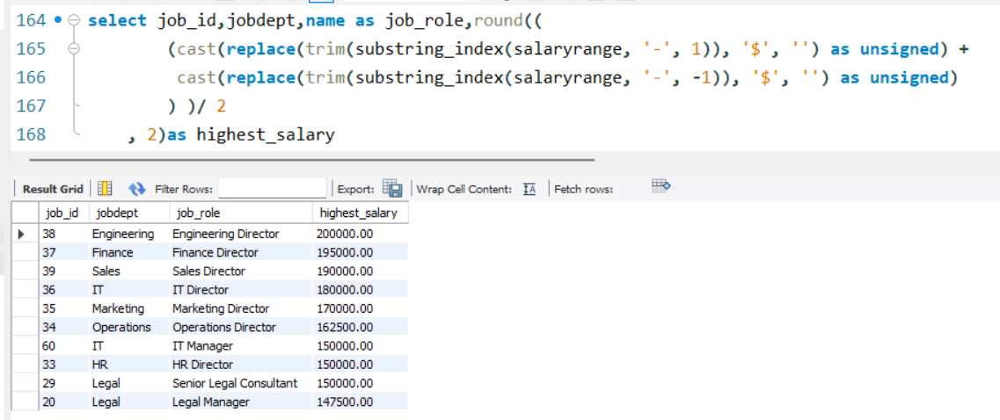 164 select job_id,jobdept,name as job_role,round((
165 (cast(replace(trim(substring_index(salaryrange, '-', 1)), '$', '') as unsigned) +
166 cast(replace(trim(substring_index(salaryrange, '-', -1)), '$', '') as unsigned)
167 ) )/ 2
168 , 2)as highest_salary
Result Grid Filter Rows: Export: Wrap Cell Content: IA Fetch rows:
job_id jobdept job_role highest_salary
38 Engineering Engineering Director 200000.00
37 Finance Finance Director 195000.00
39 Sales Sales Director 190000.00
36 IT IT Director 180000.00
35 Marketing Marketing Director 170000.00
34 Operations Operations Director 162500.00
60 IT IT Manager 150000.00
33 HR HR Director 150000.00
29 Legal Senior Legal Consultant 150000.00
20 Legal Legal Manager 147500.00